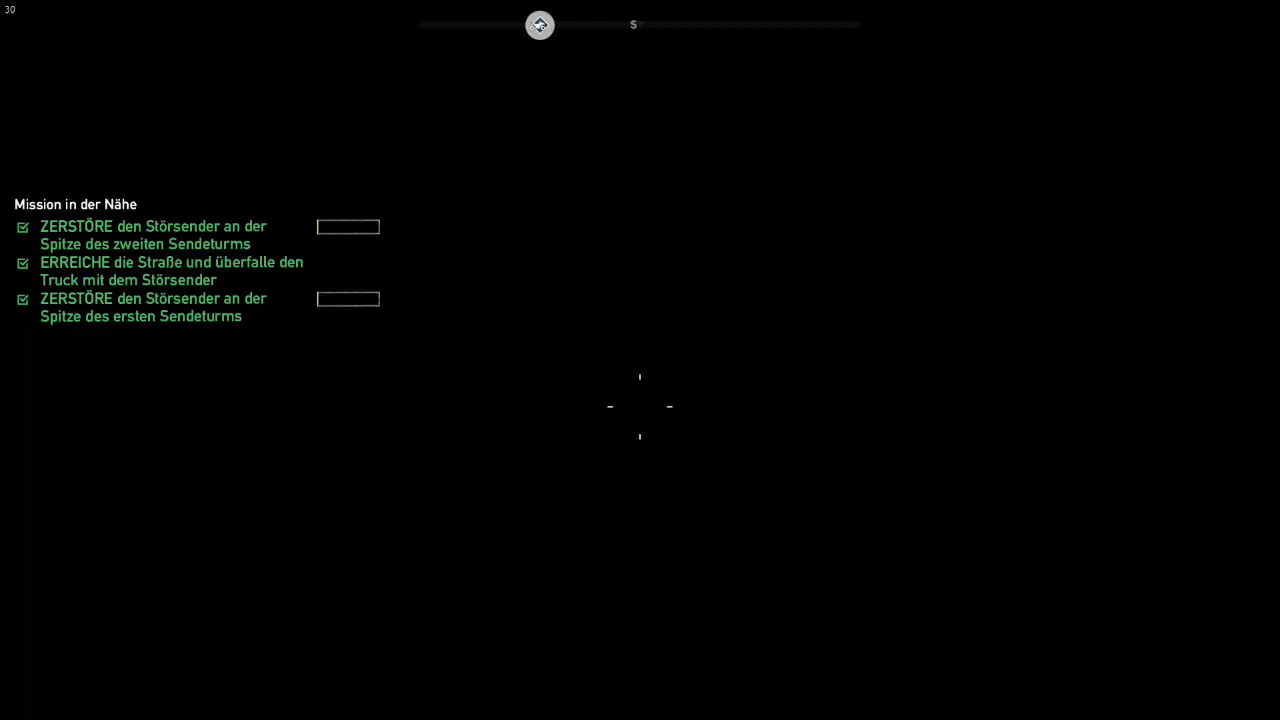 30
S
Mission in der Nähe
ZERSTÖRE den Störsender an der
Spitze des zweiten Sendeturms
ERREICHE die Straße und überfalle den
Truck mit dem Störsender
ZERSTÖRE den Störsender an der
Spitze des ersten Sendeturms